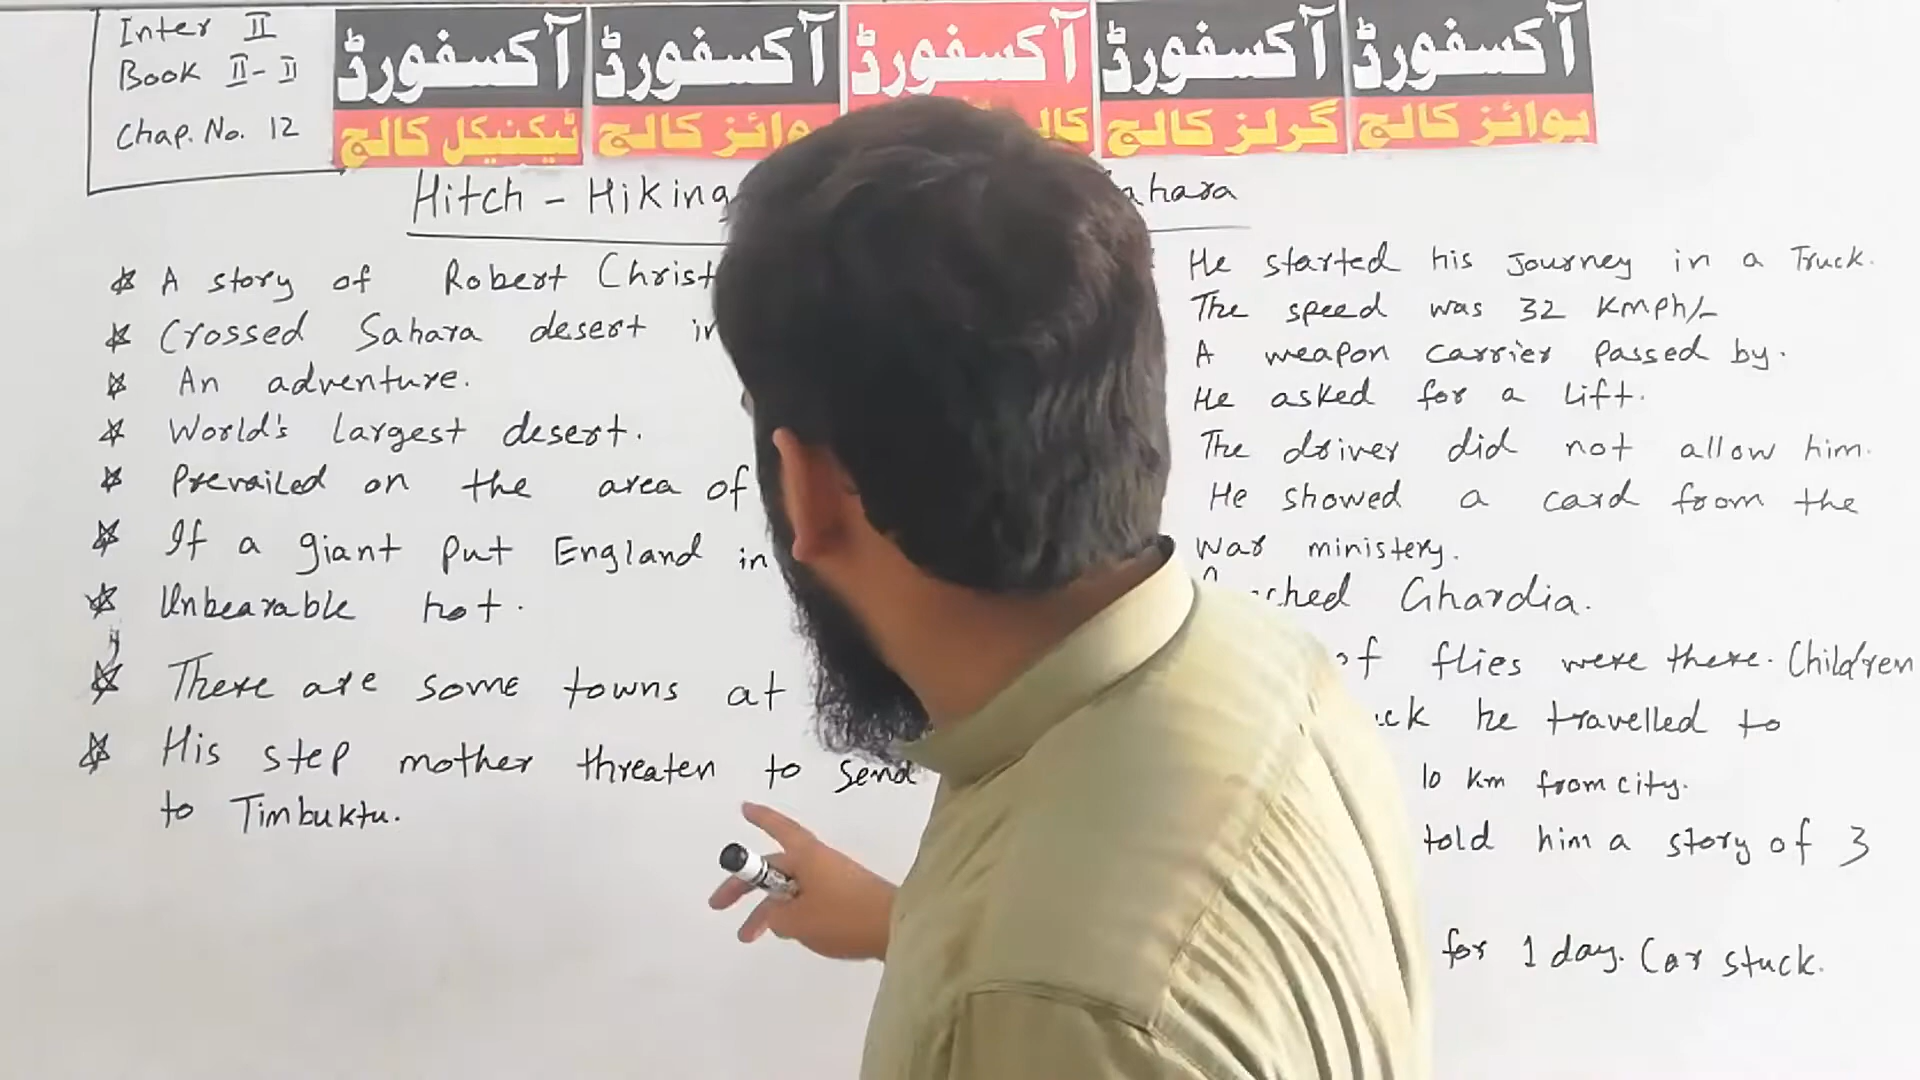 Inter II
Book II-II
Chap. No. 12
آکسفورڈ
ٹیکنیکل کالج
آکسفورڈ
بوائز کالج
آکسفورڈ
کالج
آکسفورڈ
گرلز کالج
آکسفورڈ
بوائز کالج
Hitch - Hiking Sahara
A story of Robert Christ
Crossed Sahara desert in
An adventure.
World's largest desert.
Prevailed on the area of
If a giant put England in
Unbearable hot.
There are some towns at
His step mother threaten to send
to Timbuktu.
He started his Journey in a Truck.
The speed was 32 Kmph/-
A weapon carrier passed by.
He asked for a Lift.
The driver did not allow him.
He showed a card from the
war ministery.
ched Ghardia.
of flies were there. Children
ck he travelled to
10 km from city.
told him a story of 3
for 1 day. Car stuck.